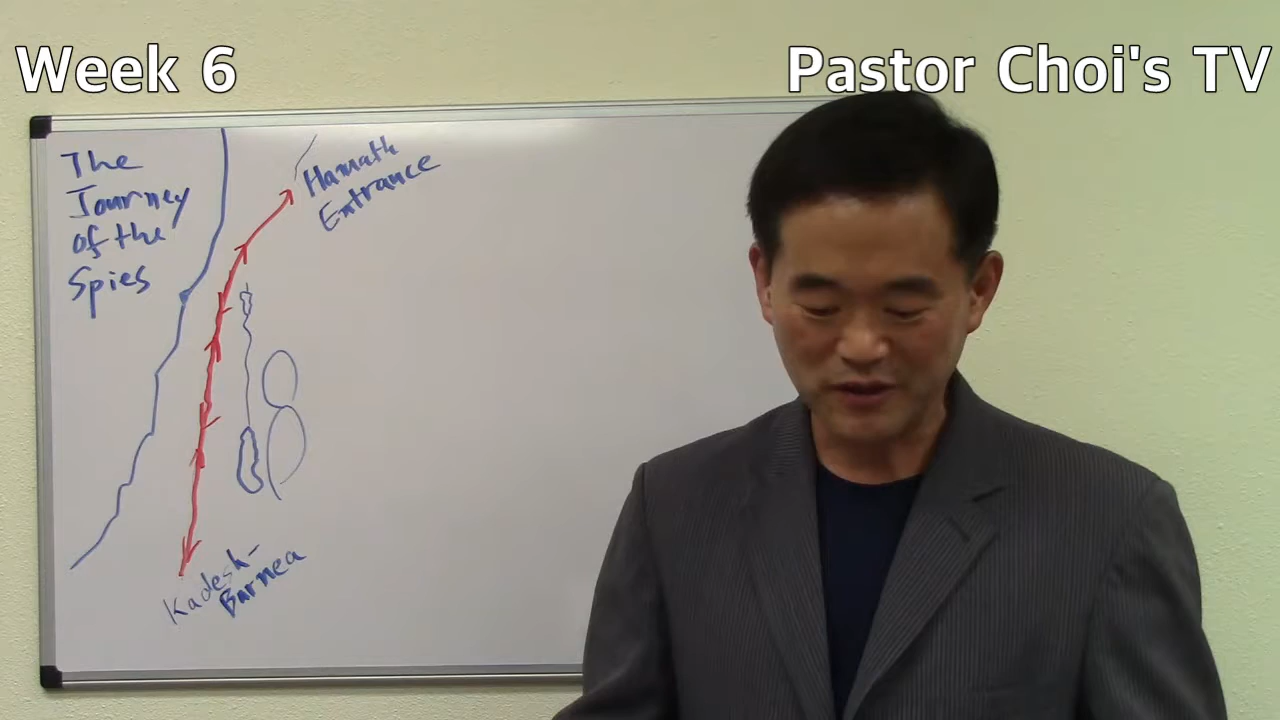 Week 6
Pastor Choi's TV
The
Journey
of the
Spies
Hamath
Entrance
Kadesh-
Barnea